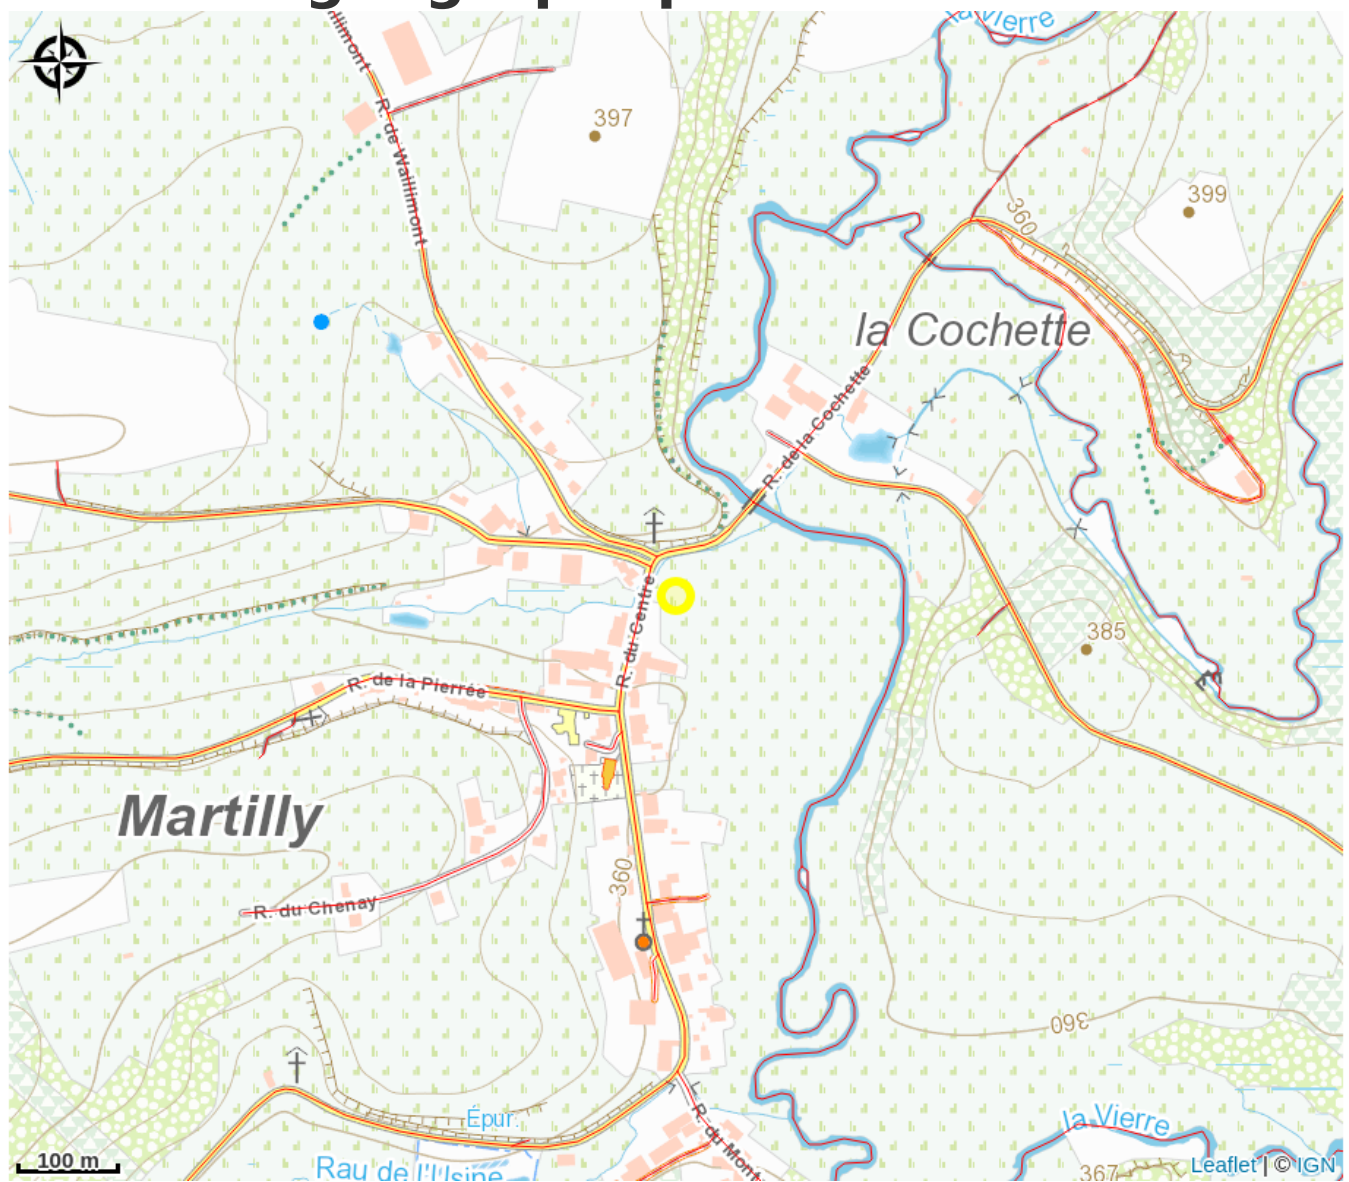 la Vierre
R. de Waillimont
397
399
360
la Cochette
R. de la Cochette
R. du Centre
385
R. de la Pierrée
Martilly
360
R. du Chenay
360
Épur.
la Vierre
R. du Mont
Rau de l'Usine
367
100 m
Leaflet | © IGN